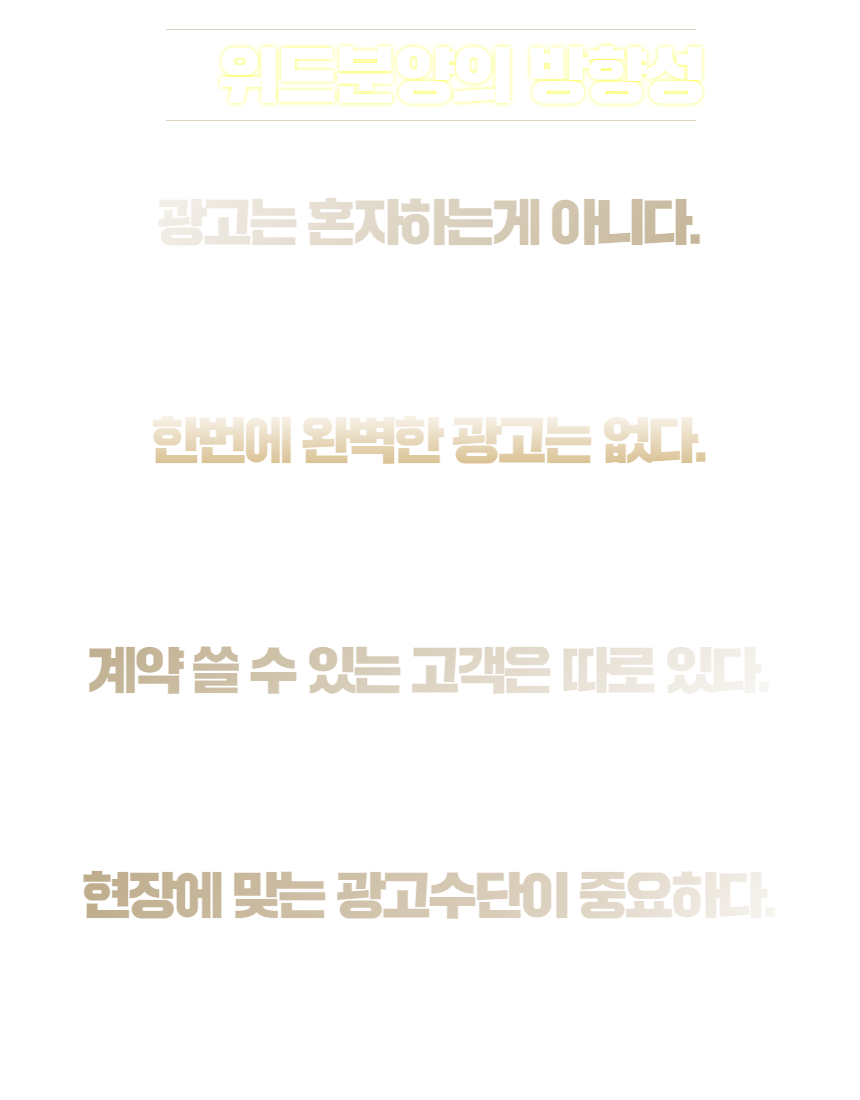 위드분양의 방향성
광고는 혼자하는게 아니다.
한번에 완벽한 광고는 없다.
계약 쓸 수 있는 고객은 따로 있다.
현장에 맞는 광고수단이 중요하다.